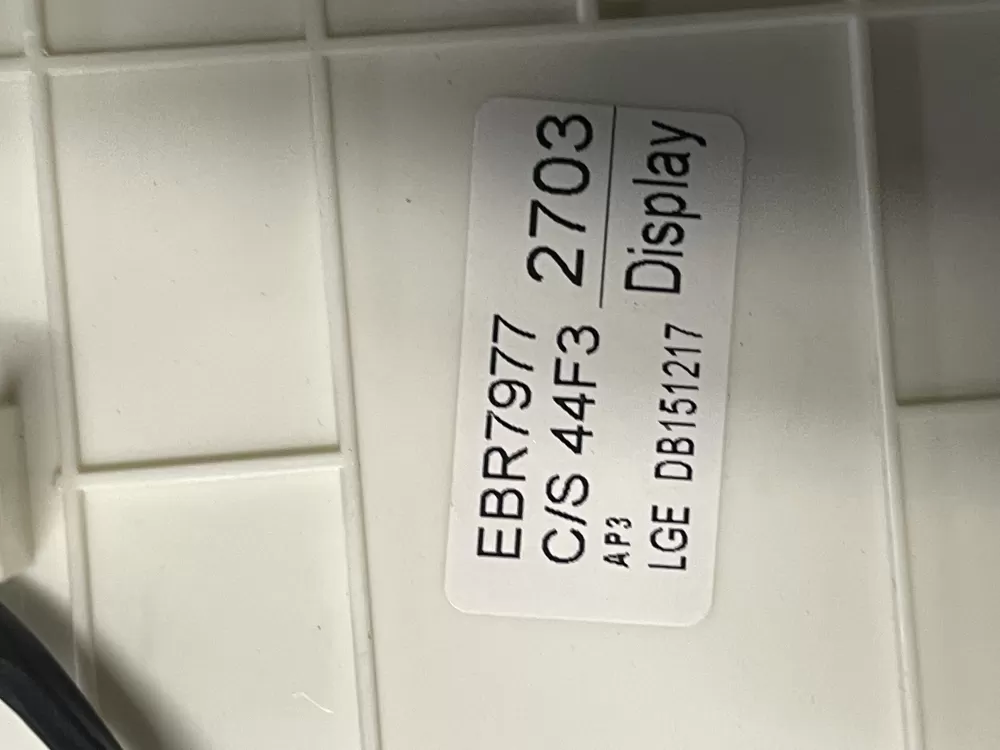 EBR7977 2703
C/S 44F3
AP3 Display
LGE DB151217